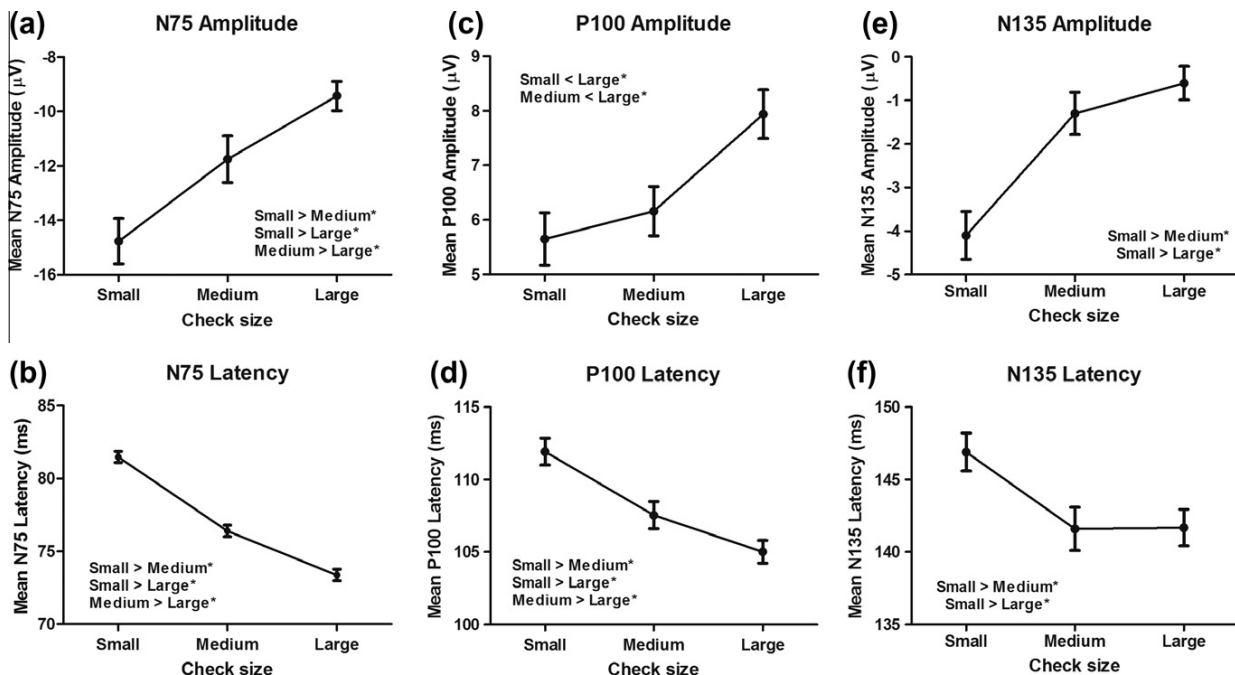 (a)
N75 Amplitude
Mean N75 Amplitude (µV)
-8
-10
-12
-14
-16
Small > Medium*
Small > Large*
Medium > Large*
Small Medium Large
Check size
(c)
P100 Amplitude
Mean P100 Amplitude (µV)
9
8
7
6
5
Small < Large*
Medium < Large*
Small Medium Large
Check size
(e)
N135 Amplitude
Mean N135 Amplitude (µV)
0
-1
-2
-3
-4
-5
Small > Medium*
Small > Large*
Small Medium Large
Check size
(b)
N75 Latency
Mean N75 Latency (ms)
85
80
75
70
Small > Medium*
Small > Large*
Medium > Large*
Small Medium Large
Check size
(d)
P100 Latency
Mean P100 Latency (ms)
115
110
105
100
Small > Medium*
Small > Large*
Medium > Large*
Small Medium Large
Check size
(f)
N135 Latency
Mean N135 Latency (ms)
150
145
140
135
Small > Medium*
Small > Large*
Small Medium Large
Check size